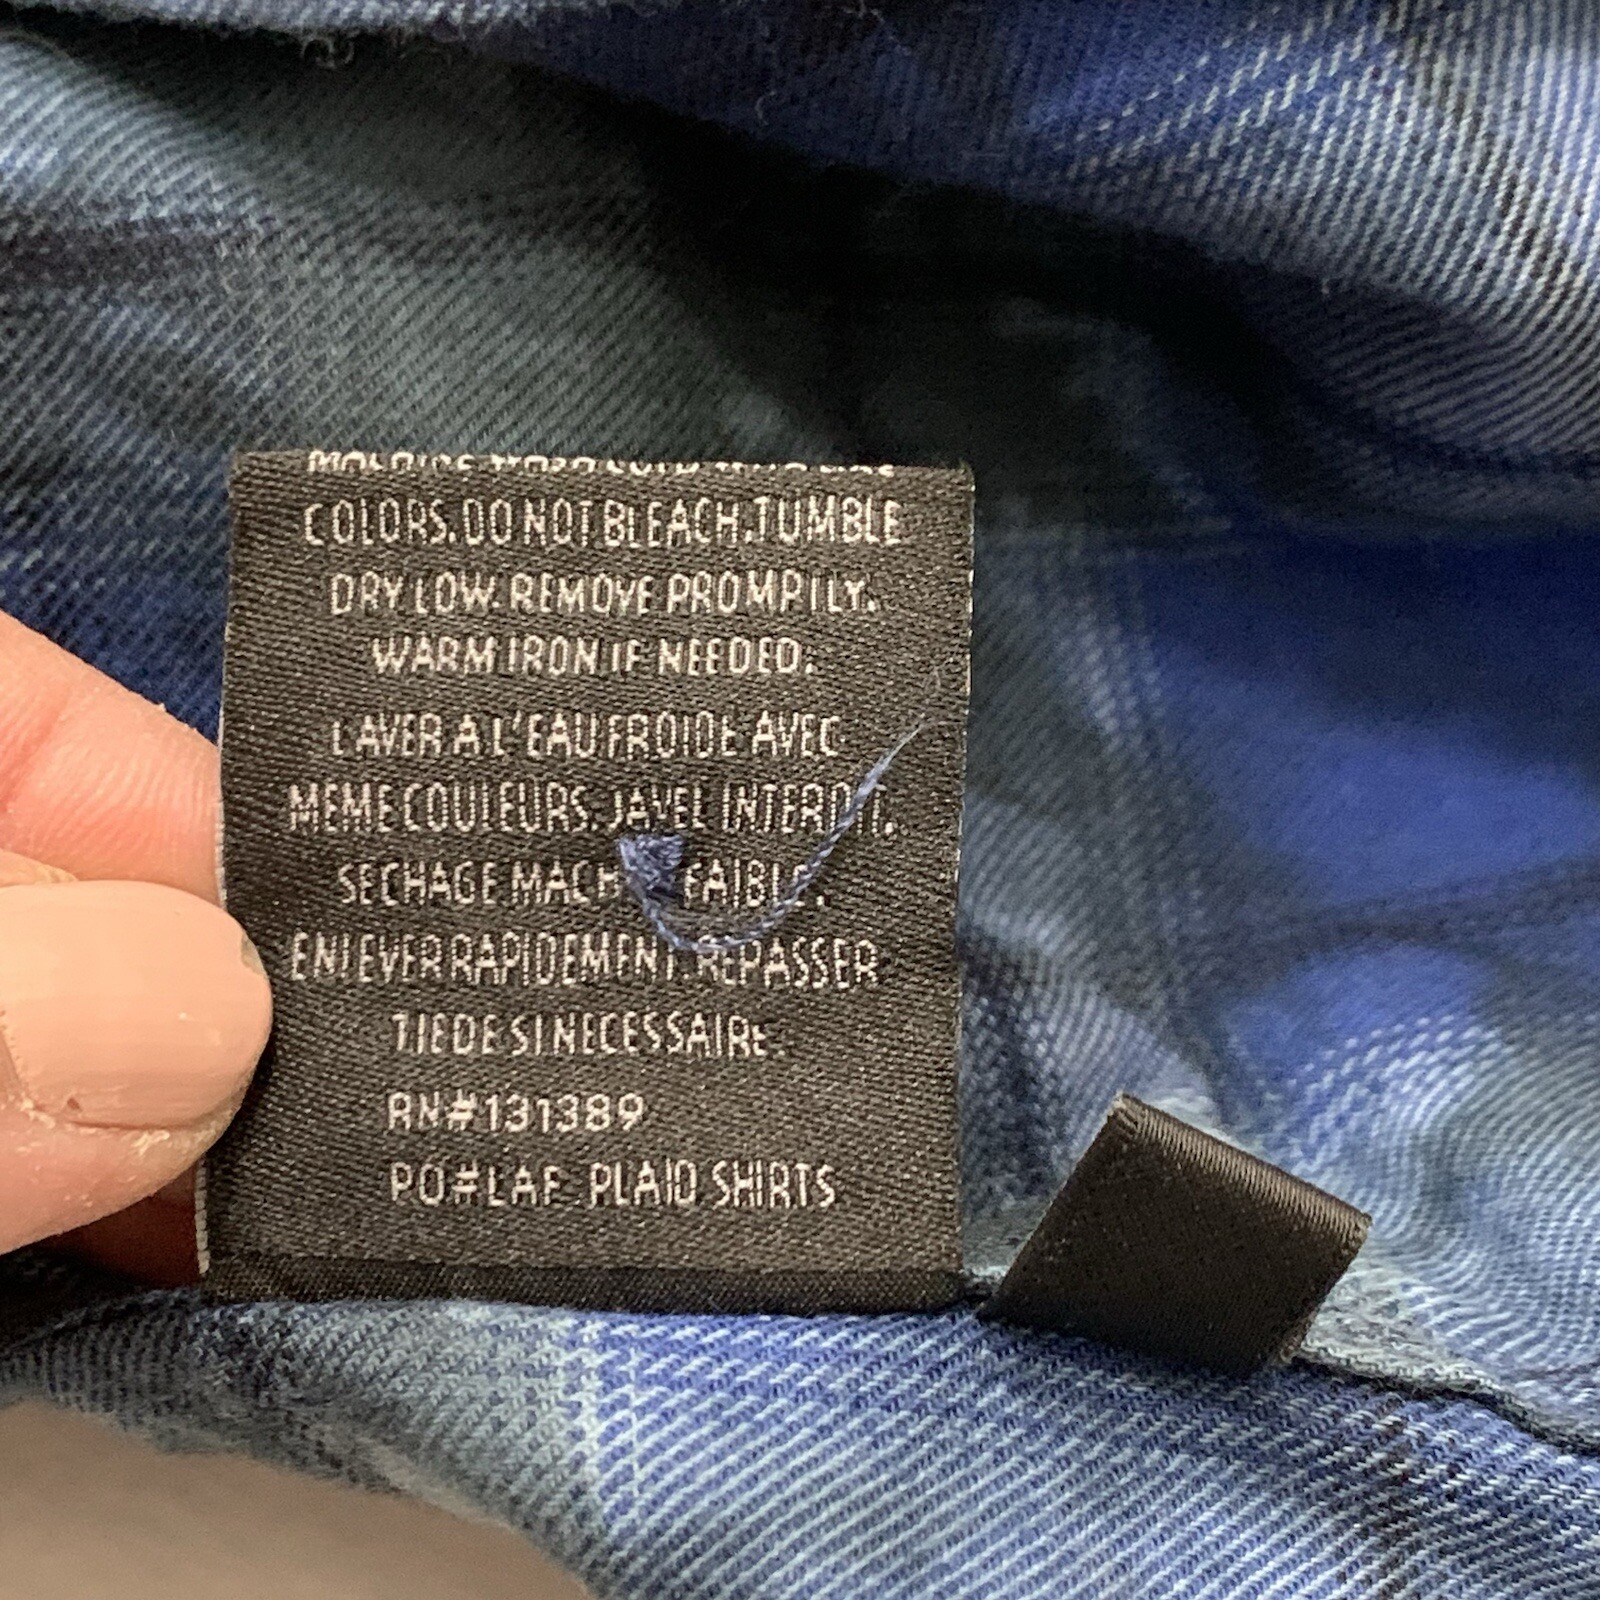 COLORS. DO NOT BLEACH. TUMBLE
DRY LOW. REMOVE PROMPTLY.
WARM IRON IF NEEDED.
LAVER A L'EAU FROIDE AVEC
MEME COULEURS. JAVEL INTERDIT.
SECHAGE MACH FAIBLE.
ENLEVER RAPIDEMENT. REPASSER
TIEDE SI NECESSAIRE.
RN#131389
PO#LAF. PLAID SHIRTS